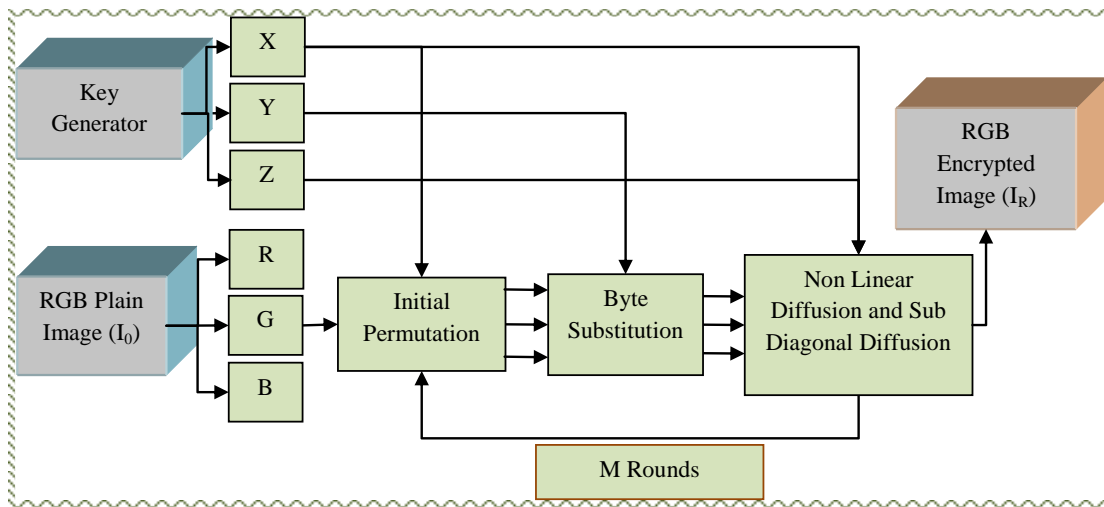 Key
Generator
X
Y
Z
RGB
Encrypted
Image (I_R)
RGB Plain
Image (I_0)
R
G
B
Initial
Permutation
Byte
Substitution
Non Linear
Diffusion and Sub
Diagonal Diffusion
M Rounds